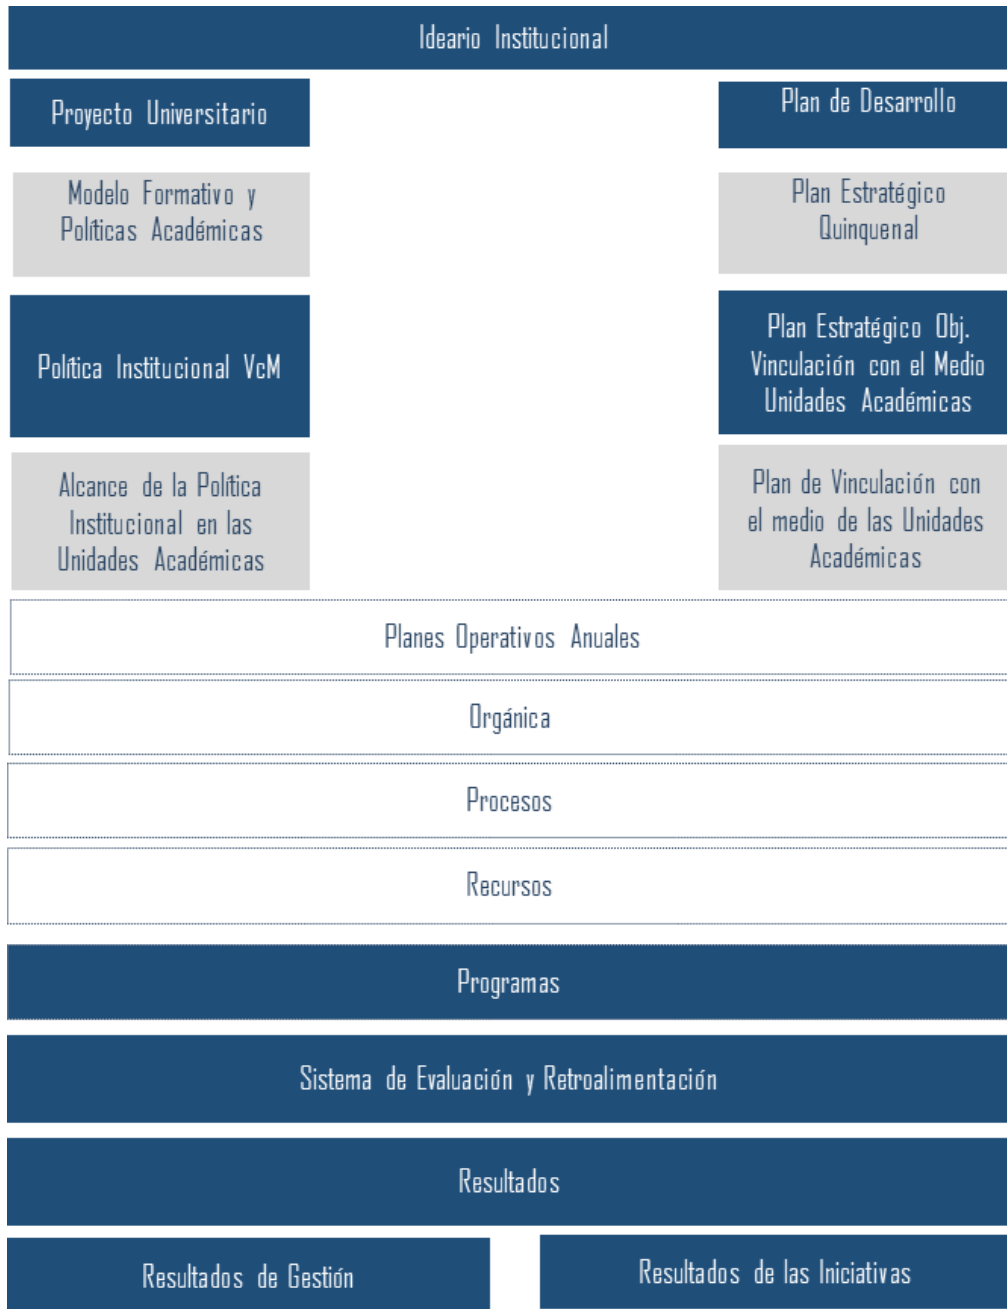 Ideario Institucional
Proyecto Universitario
Plan de Desarrollo
Modelo Formativo y
Políticas Académicas
Plan Estratégico
Quinquenal
Política Institucional VcM
Plan Estratégico Obj.
Vinculación con el Medio
Unidades Académicas
Alcance de la Política
Institucional en las
Unidades Académicas
Plan de Vinculación con
el medio de las Unidades
Académicas
Planes Operativos Anuales
Orgánica
Procesos
Recursos
Programas
Sistema de Evaluación y Retroalimentación
Resultados
Resultados de Gestión
Resultados de las Iniciativas